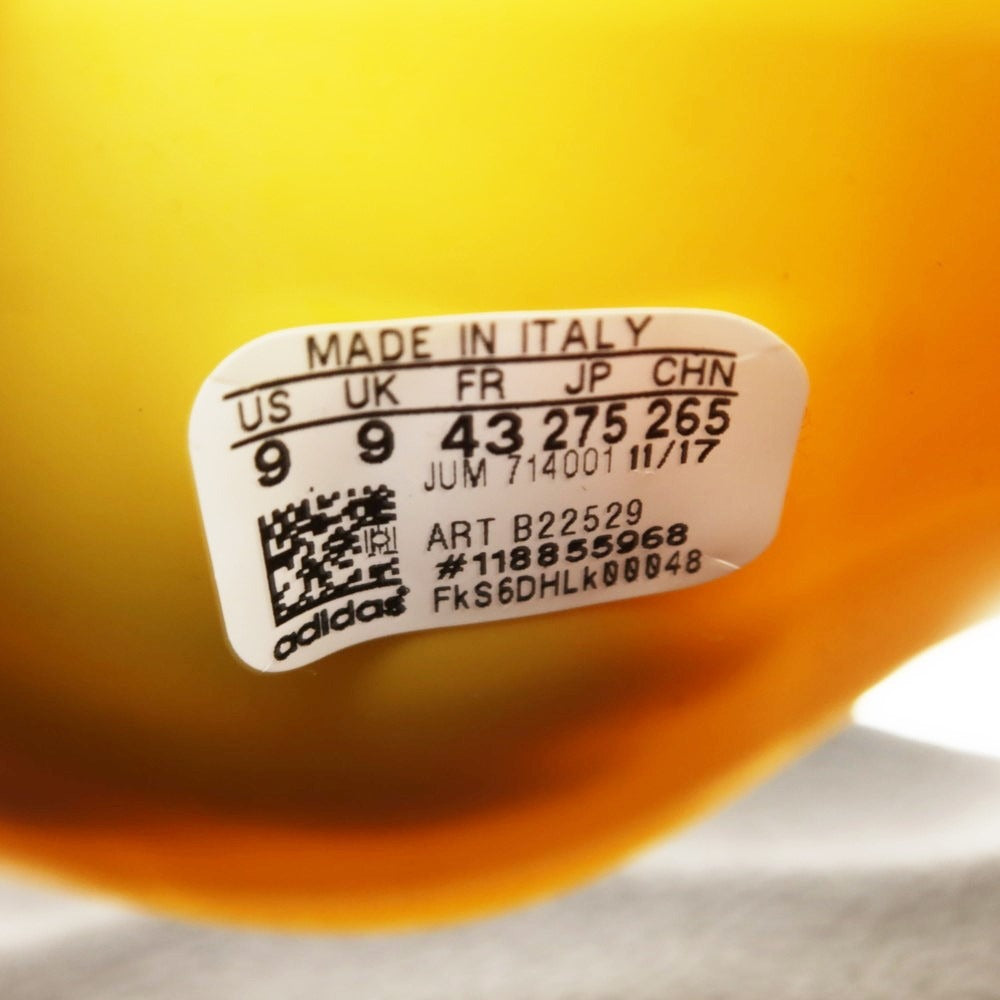 MADE IN ITALY
US UK FR JP CHN
9 9 43 275 265
JUM 714001 11/17
ART B22529
#118855968
FkS6DHLk00048
adidas